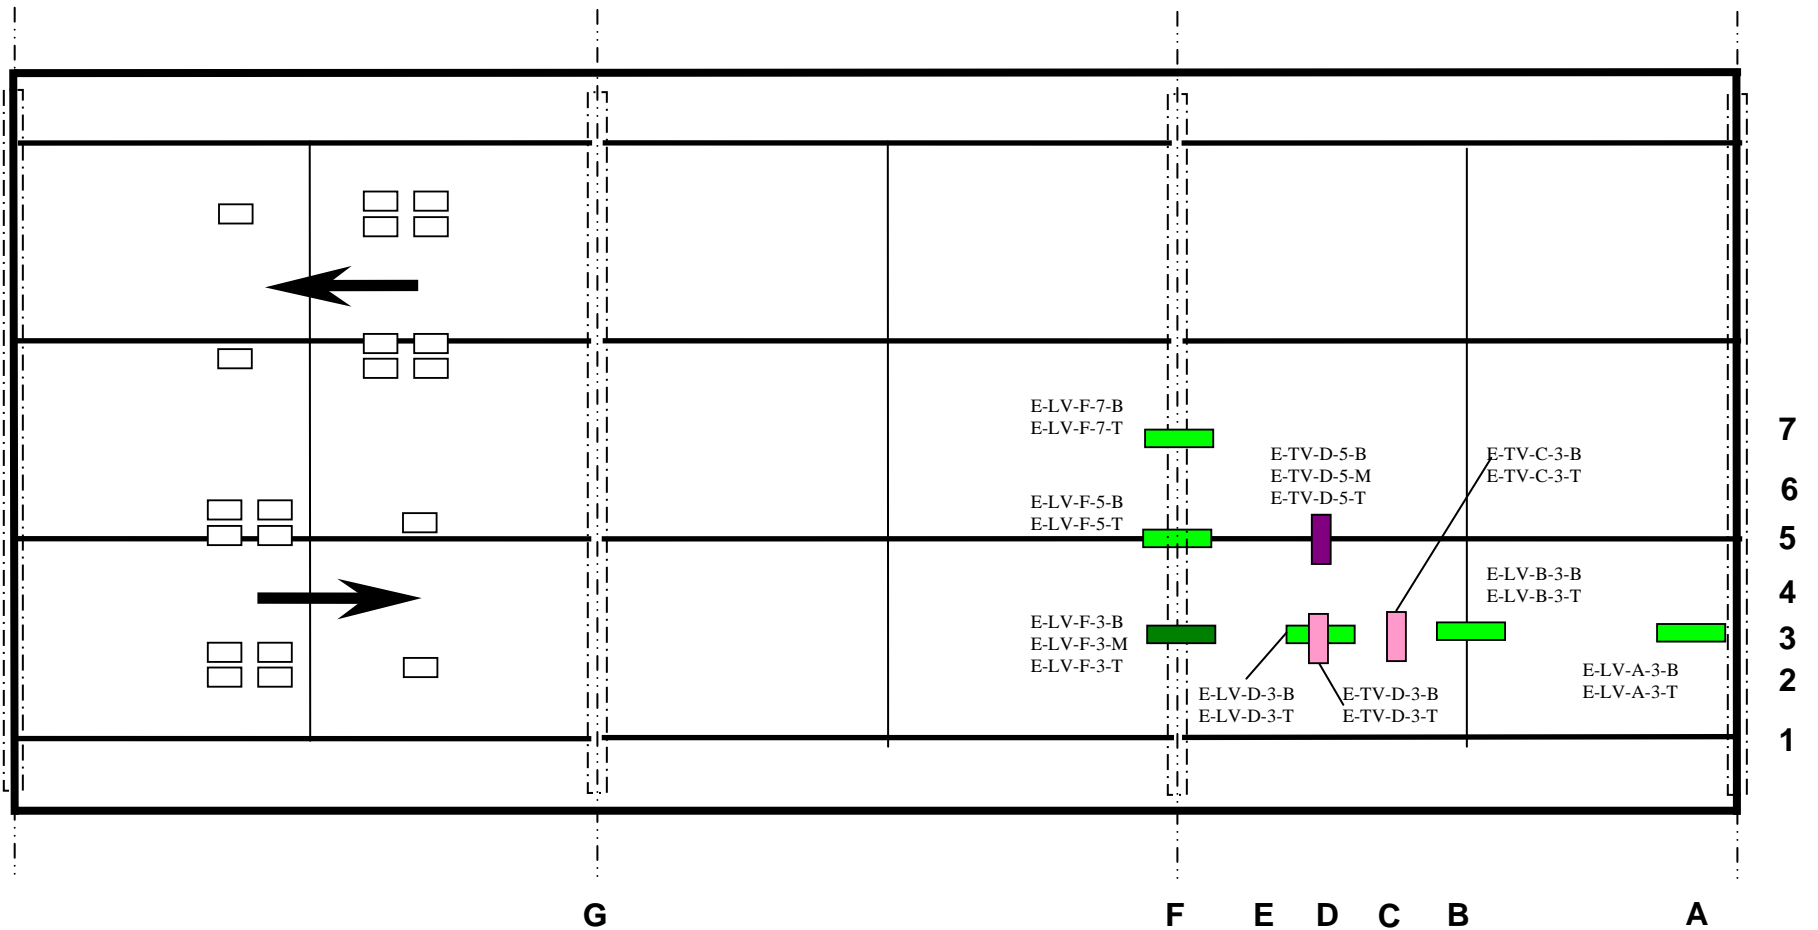 E-LV-F-7-B
E-LV-F-7-T
7
E-TV-D-5-B
E-TV-D-5-M
E-TV-D-5-T
E-TV-C-3-B
E-TV-C-3-T
6
E-LV-F-5-B
E-LV-F-5-T
5
E-LV-B-3-B
E-LV-B-3-T
4
E-LV-F-3-B
E-LV-F-3-M
E-LV-F-3-T
3
E-LV-A-3-B
E-LV-A-3-T
2
E-LV-D-3-B
E-LV-D-3-T
E-TV-D-3-B
E-TV-D-3-T
1
G F E D C B A